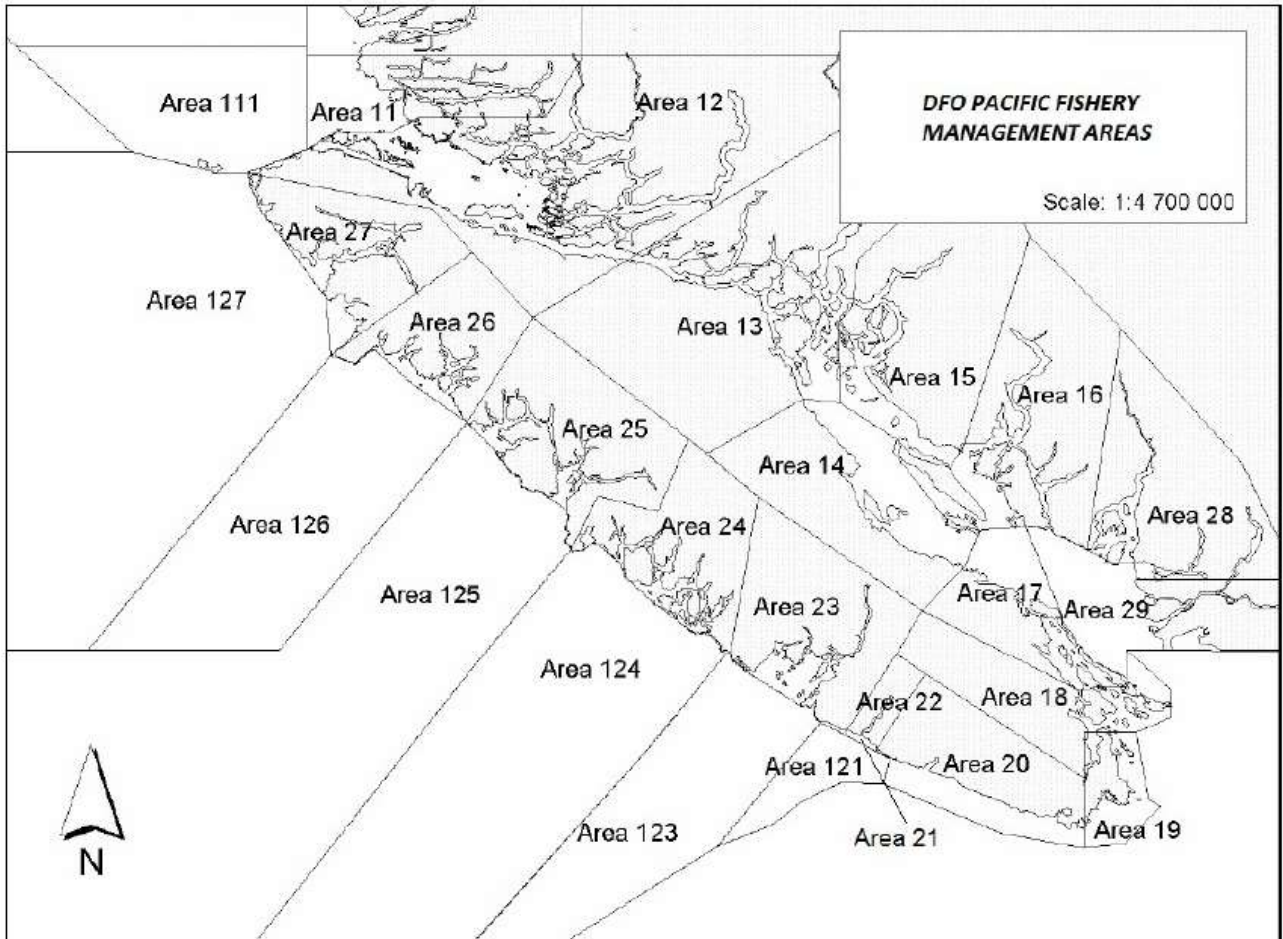 Area 111
Area 11
Area 12
DFO PACIFIC FISHERY
MANAGEMENT AREAS
Scale: 1:4 700 000
Area 27
Area 127
Area 26
Area 13
Area 15
Area 16
Area 25
Area 14
Area 126
Area 24
Area 28
Area 125
Area 23
Area 17
Area 29
Area 124
Area 22
Area 18
Area 121
Area 20
Area 123
Area 21
Area 19
N